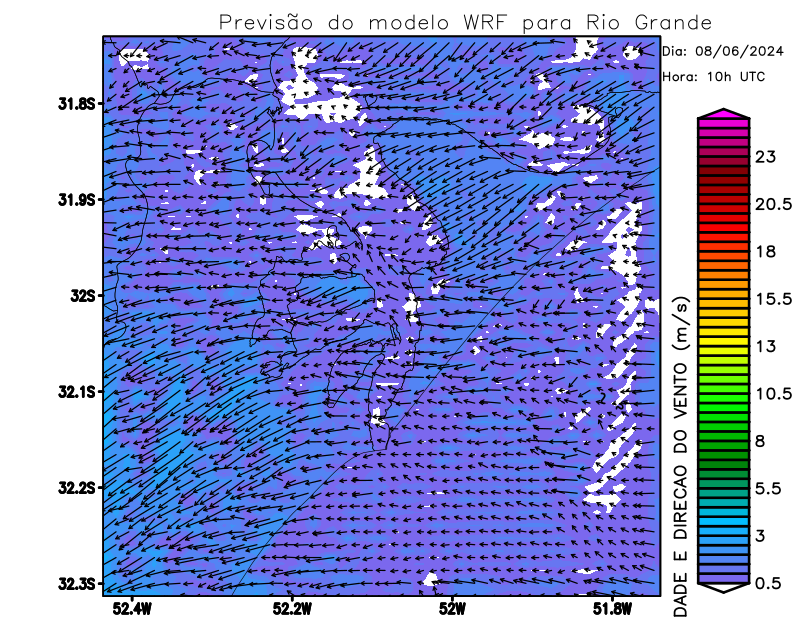 Previsão do modelo WRF para Rio Grande
Dia: 08/06/2024
Hora: 10h UTC
31.8S
31.9S
32S
32.1S
32.2S
32.3S
52.4W
52.2W
52W
51.8W
23
20.5
18
15.5
13
10.5
8
5.5
3
0.5
DADE E DIRECAO DO VENTO (m/s)